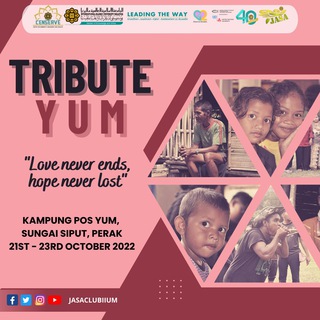 CENSERVE
LEADING THE WAY
TRIBUTE
YUM
"Love never ends,
hope never lost"
KAMPUNG POS YUM,
SUNGAI SIPUT, PERAK
21ST - 23RD OCTOBER 2022
JASACLUBIIUM